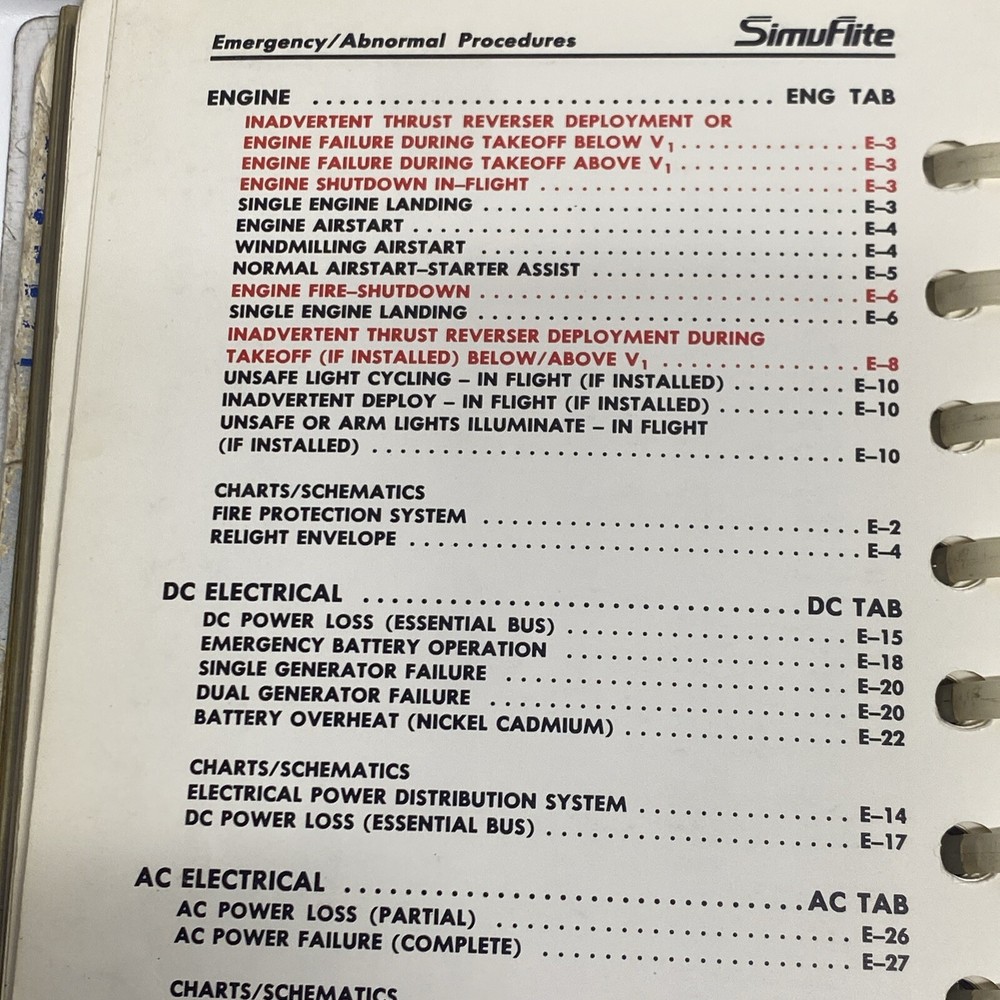 Emergency/Abnormal Procedures SimuFlite
ENGINE .................................. ENG TAB
INADVERTENT THRUST REVERSER DEPLOYMENT OR
ENGINE FAILURE DURING TAKEOFF BELOW V1 .............. E–3
ENGINE FAILURE DURING TAKEOFF ABOVE V1 .............. E–3
ENGINE SHUTDOWN IN–FLIGHT ........................ E–3
SINGLE ENGINE LANDING ............................ E–3
ENGINE AIRSTART .................................. E–4
WINDMILLING AIRSTART ............................. E–4
NORMAL AIRSTART–STARTER ASSIST .................... E–5
ENGINE FIRE–SHUTDOWN ............................. E–6
SINGLE ENGINE LANDING ............................ E–6
INADVERTENT THRUST REVERSER DEPLOYMENT DURING
TAKEOFF (IF INSTALLED) BELOW/ABOVE V1 ............... E–8
UNSAFE LIGHT CYCLING – IN FLIGHT (IF INSTALLED) ........ E–10
INADVERTENT DEPLOY – IN FLIGHT (IF INSTALLED) ......... E–10
UNSAFE OR ARM LIGHTS ILLUMINATE – IN FLIGHT
(IF INSTALLED) ................................... E–10
CHARTS/SCHEMATICS
FIRE PROTECTION SYSTEM ........................... E–2
RELIGHT ENVELOPE ................................. E–4
DC ELECTRICAL .............................. DC TAB
DC POWER LOSS (ESSENTIAL BUS) .................... E–15
EMERGENCY BATTERY OPERATION .................... E–18
SINGLE GENERATOR FAILURE ........................ E–20
DUAL GENERATOR FAILURE ......................... E–20
BATTERY OVERHEAT (NICKEL CADMIUM) ................ E–22
CHARTS/SCHEMATICS
ELECTRICAL POWER DISTRIBUTION SYSTEM ............... E–14
DC POWER LOSS (ESSENTIAL BUS) ...................... E–17
AC ELECTRICAL ............................... AC TAB
AC POWER LOSS (PARTIAL) .......................... E–26
AC POWER FAILURE (COMPLETE) ...................... E–27
CHARTS/SCHEMATICS